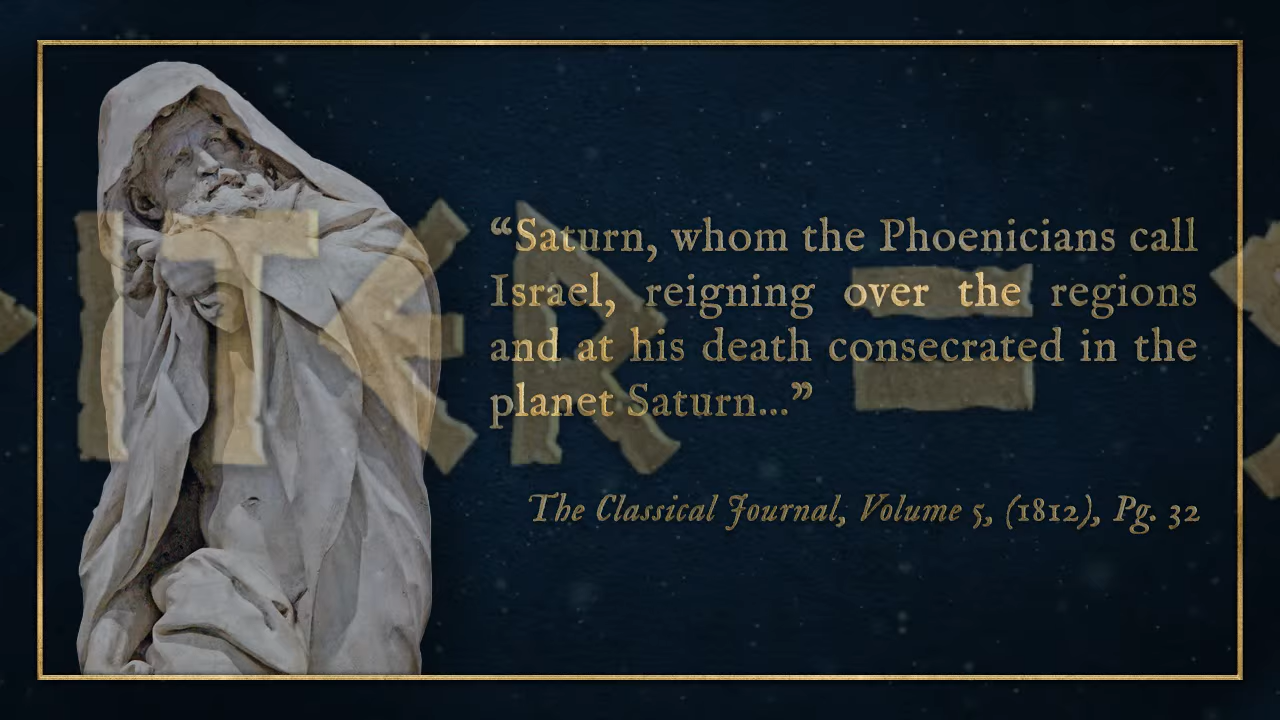 “Saturn, whom the Phoenicians call
Israel, reigning over the regions
and at his death consecrated in the
planet Saturn...”
The Classical Journal, Volume 5, (1812), Pg. 32